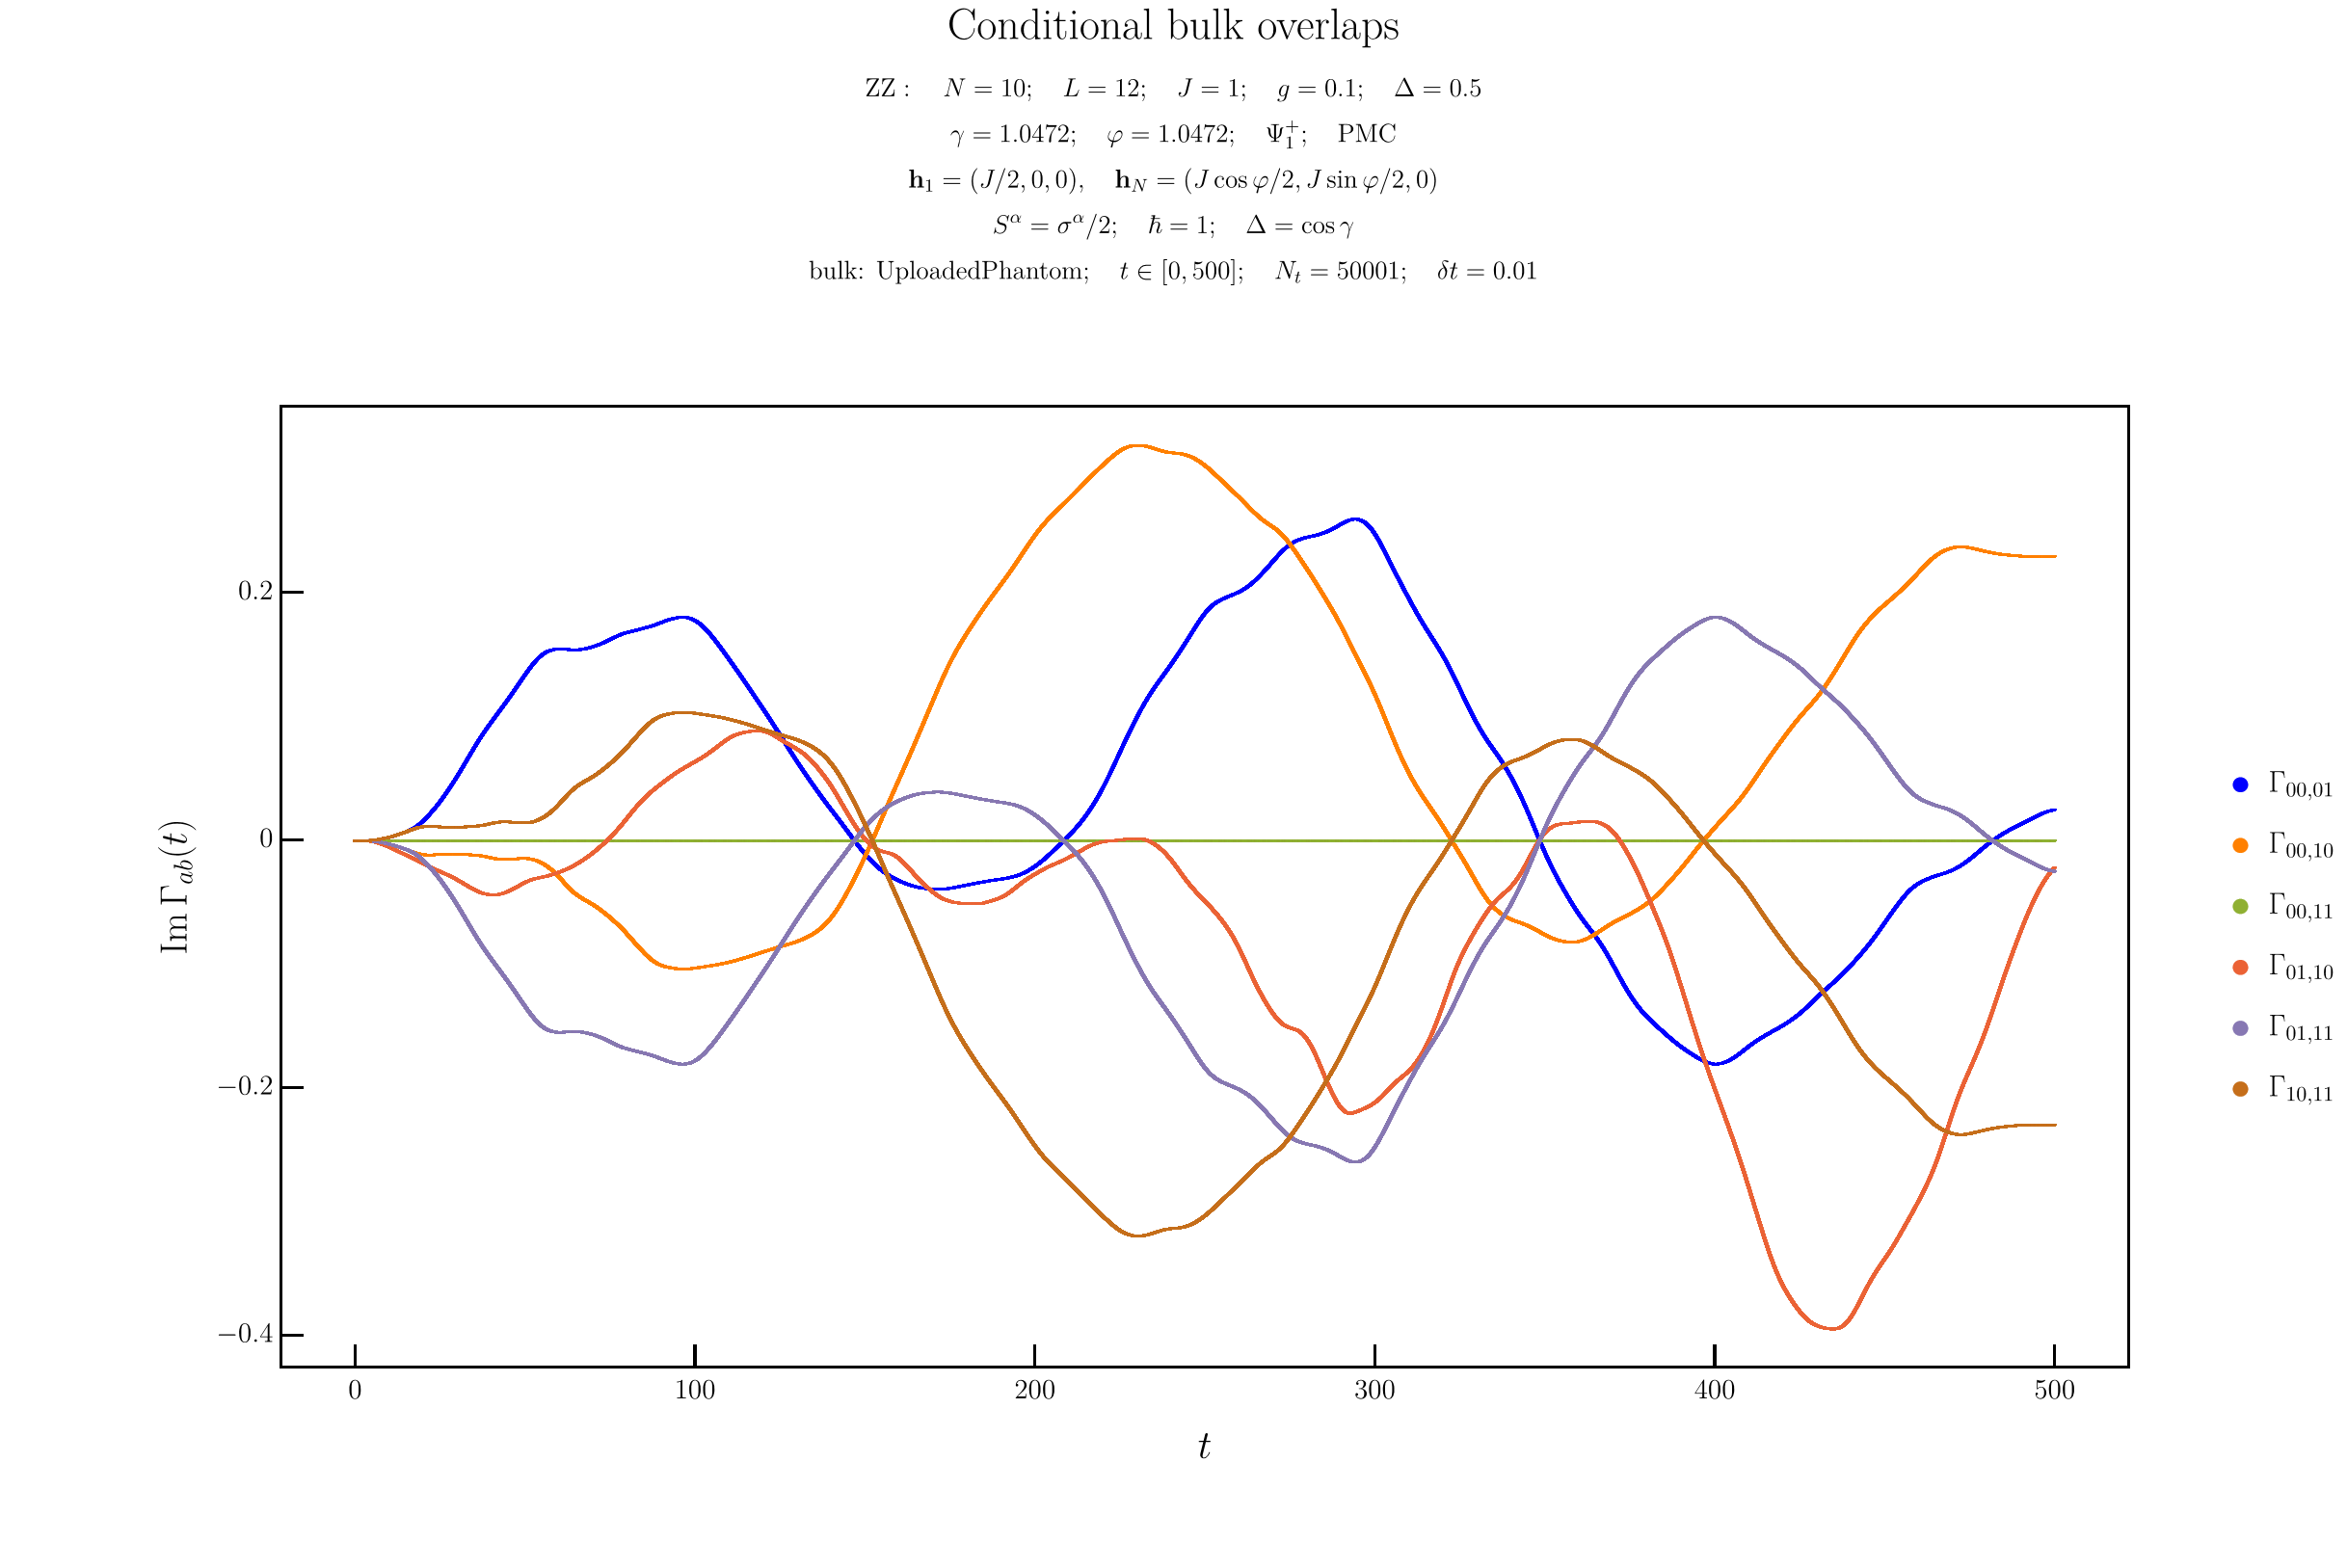 Conditional bulk overlaps
ZZ : N = 10; L = 12; J = 1; g = 0.1; Δ = 0.5
γ = 1.0472; φ = 1.0472; Ψ₁⁺; PMC
𝐡₁ = (J/2, 0, 0), 𝐡_N = (J cos φ/2, J sin φ/2, 0)
S^α = σ^α/2; ℏ = 1; Δ = cos γ
bulk: UploadedPhantom; t ∈ [0, 500]; N_t = 50001; δt = 0.01
Im Γ_ab(t)
0.2
0
−0.2
−0.4
0 100 200 300 400 500
t
Γ_00,01
Γ_00,10
Γ_00,11
Γ_01,10
Γ_01,11
Γ_10,11